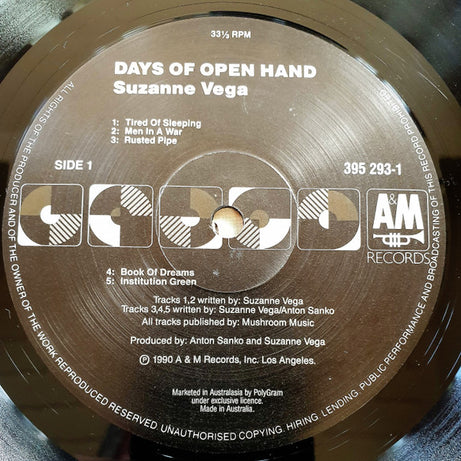 33⅓ RPM
DAYS OF OPEN HAND
Suzanne Vega
1: Tired Of Sleeping
2: Men In A War
3: Rusted Pipe
SIDE 1
395 293-1
A&M
RECORDS
4: Book Of Dreams
5: Institution Green
Tracks 1,2 written by: Suzanne Vega
Tracks 3,4,5 written by: Suzanne Vega/Anton Sanko
All tracks published by: Mushroom Music
Produced by: Anton Sanko and Suzanne Vega
Ⓟ 1990 A & M Records, Inc. Los Angeles.
Marketed in Australasia by PolyGram
under exclusive licence.
Made in Australia.
ALL RIGHTS OF THE PRODUCER AND OF THE OWNER OF THE WORK REPRODUCED RESERVED. UNAUTHORISED COPYING, HIRING, LENDING, PUBLIC PERFORMANCE AND BROADCASTING OF THE RECORD PROHIBITED